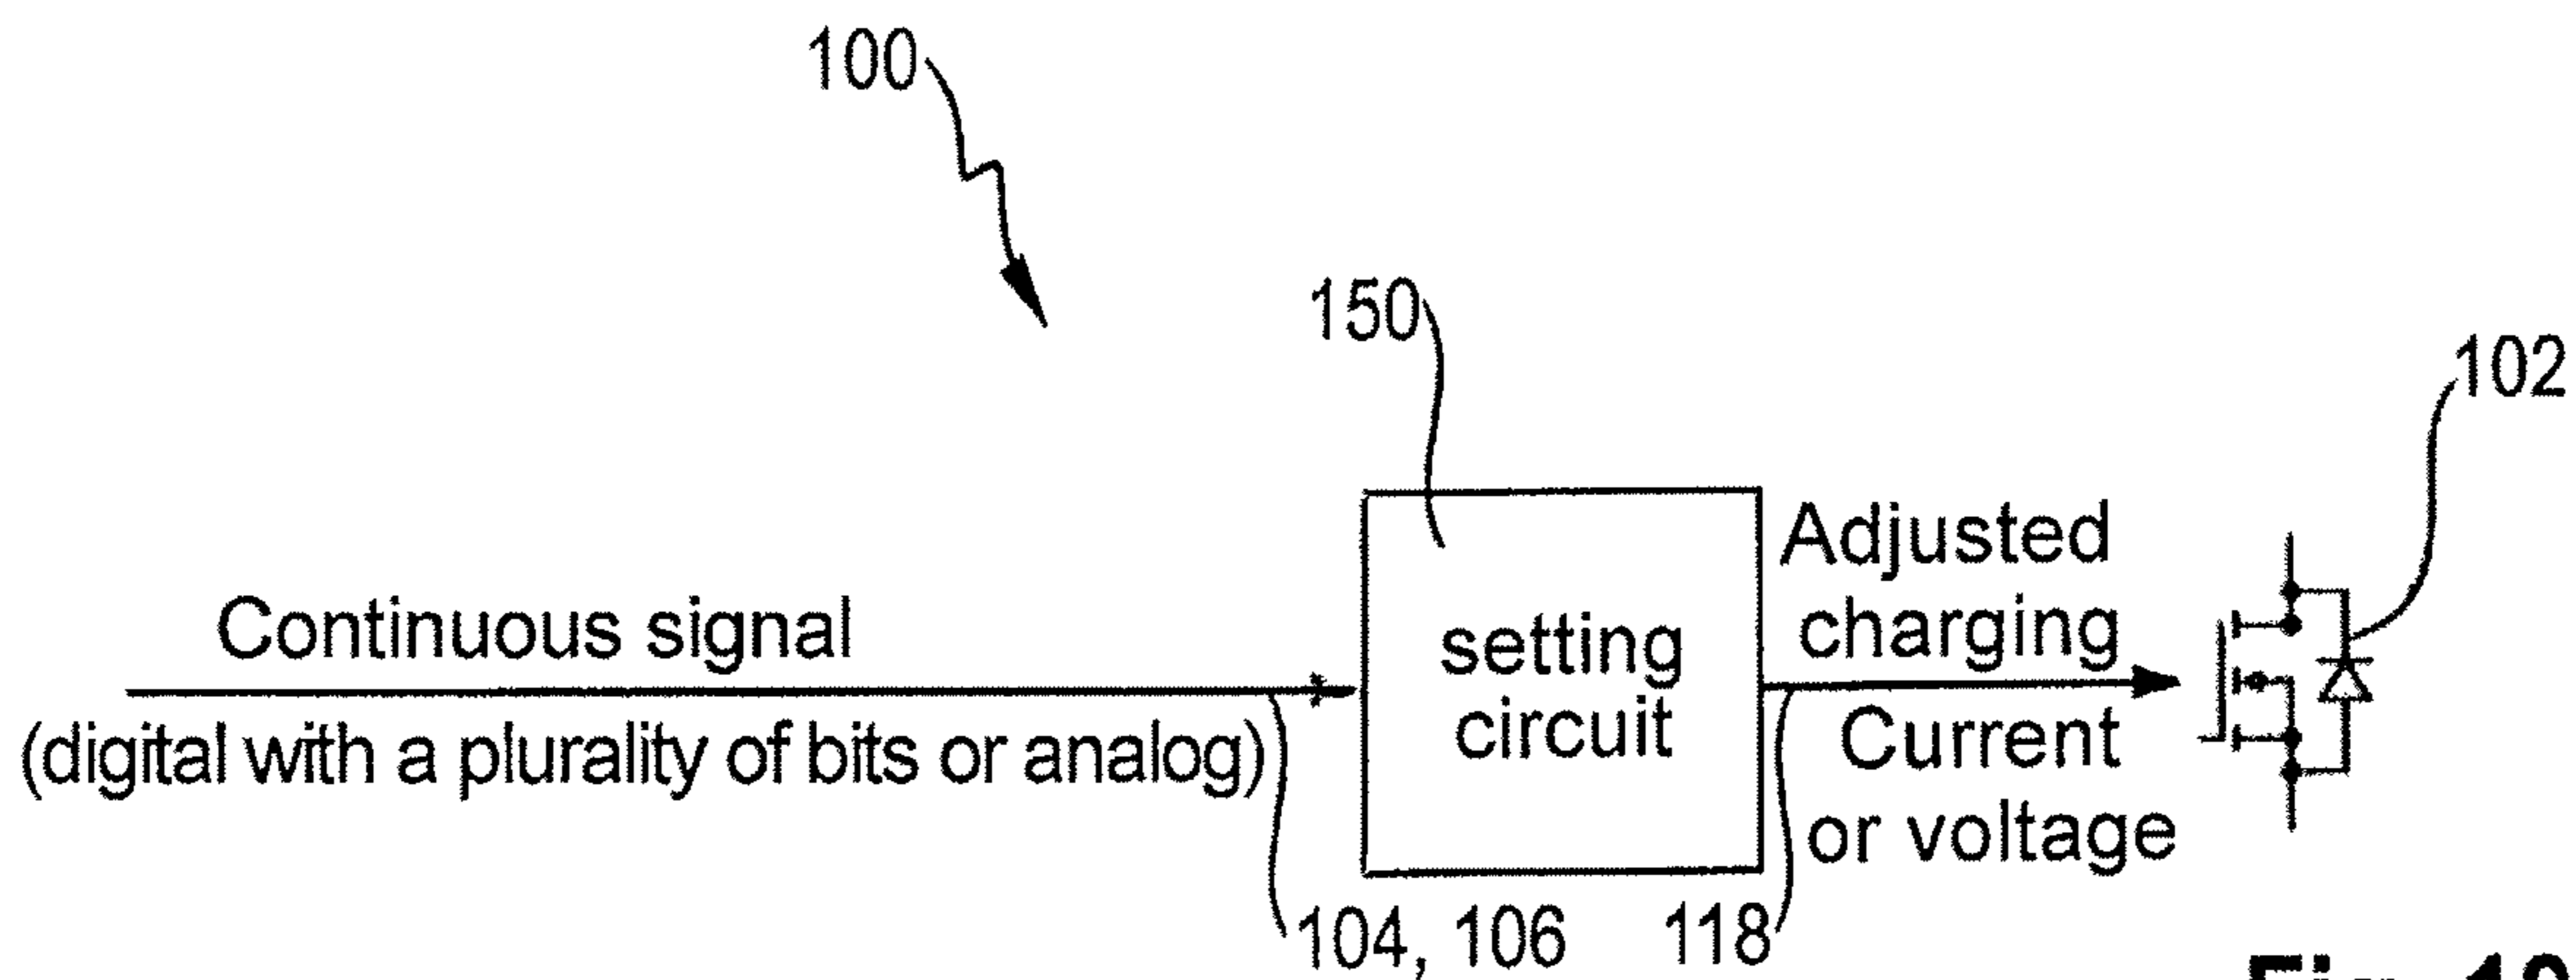 100
150
102
Continuous signal
(digital with a plurality of bits or analog)
setting
circuit
Adjusted
charging
Current
or voltage
104, 106
118